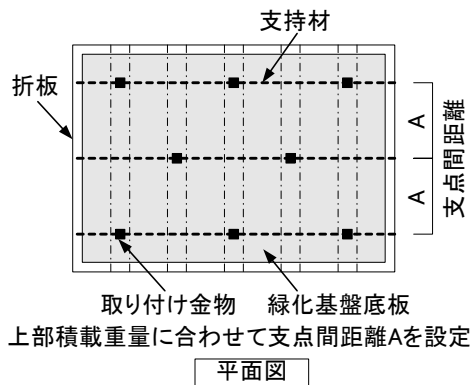 支持材
折板
A
A
支点間距離
取り付け金物
緑化基盤底板
上部積載重量に合わせて支点間距離Aを設定
平面図